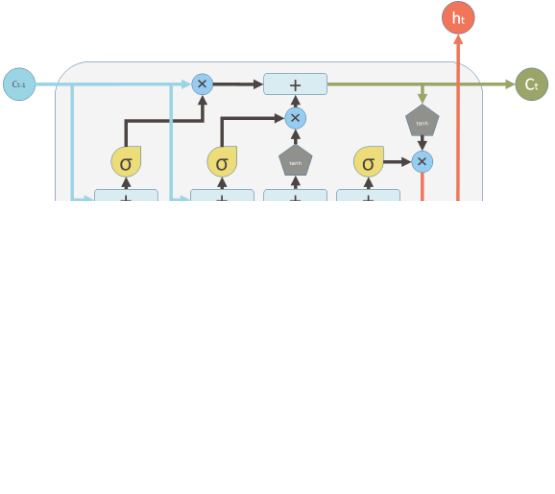 hₜ
Cₜ₋₁
×
+
Cₜ
tanh
×
σ
σ
tanh
σ
×
+
+
+
+